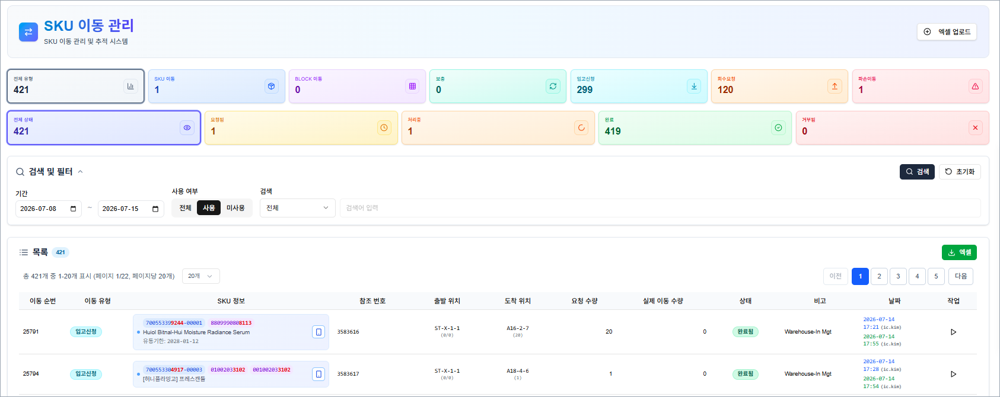 SKU 이동 관리
SKU 이동 관리 및 추적 시스템
엑셀 업로드
전체 유형
421
SKU 이동
1
BLOCK 이동
0
보충
0
입고신청
299
회수요청
120
파손이동
1
전체 상태
421
요청됨
1
처리중
1
완료
419
거부됨
0
검색 및 필터
검색
초기화
기간
사용 여부
검색
2026-07-08 ~ 2026-07-15
전체 사용 미사용
전체
검색어 입력
목록 421
엑셀
총 421개 중 1-20개 표시 (페이지 1/22, 페이지당 20개)
20개
이전 1 2 3 4 5 다음
이동 순번 이동 유형 SKU 정보 참조 번호 출발 위치 도착 위치 요청 수량 실제 이동 수량 상태 비고 날짜 작업
25791
입고신청
700553399244-00001 8809990808113
Huiol Bitnal-Hui Moisture Radiance Serum
유통기한: 2028-01-12
3583616
ST-X-1-1
(0/0)
A16-2-7
(20)
20
0
완료됨
Warehouse-In Mgt
2026-07-14
17:21 (ic.kim)
2026-07-14
17:55 (ic.kim)
25794
입고신청
700553304917-00003 01002033102 001002033102
[허니플라밍고] 프레스캔들
3583617
ST-X-1-1
(0/0)
A18-4-6
(1)
1
0
완료됨
Warehouse-In Mgt
2026-07-14
17:28 (ic.kim)
2026-07-14
17:54 (ic.kim)